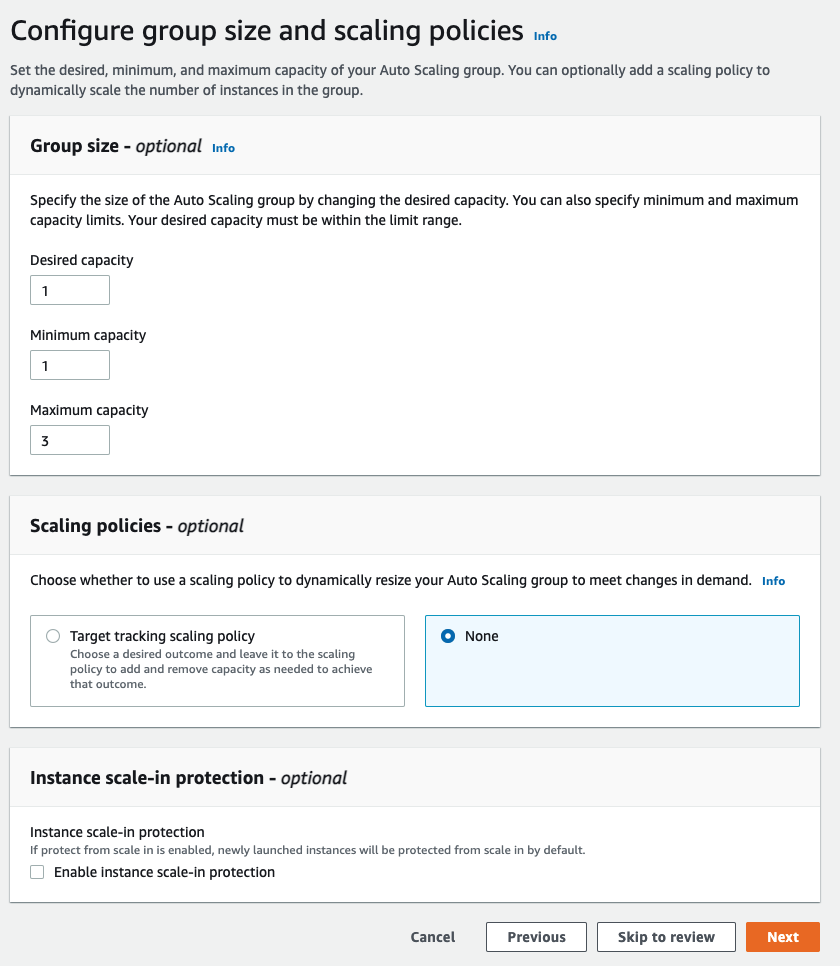 Configure group size and scaling policies Info
Set the desired, minimum, and maximum capacity of your Auto Scaling group. You can optionally add a scaling policy to
dynamically scale the number of instances in the group.
Group size - optional Info
Specify the size of the Auto Scaling group by changing the desired capacity. You can also specify minimum and maximum
capacity limits. Your desired capacity must be within the limit range.
Desired capacity
1
Minimum capacity
1
Maximum capacity
3
Scaling policies - optional
Choose whether to use a scaling policy to dynamically resize your Auto Scaling group to meet changes in demand. Info
Target tracking scaling policy
Choose a desired outcome and leave it to the scaling
policy to add and remove capacity as needed to achieve
that outcome.
None
Instance scale-in protection - optional
Instance scale-in protection
If protect from scale in is enabled, newly launched instances will be protected from scale in by default.
Enable instance scale-in protection
Cancel Previous Skip to review Next